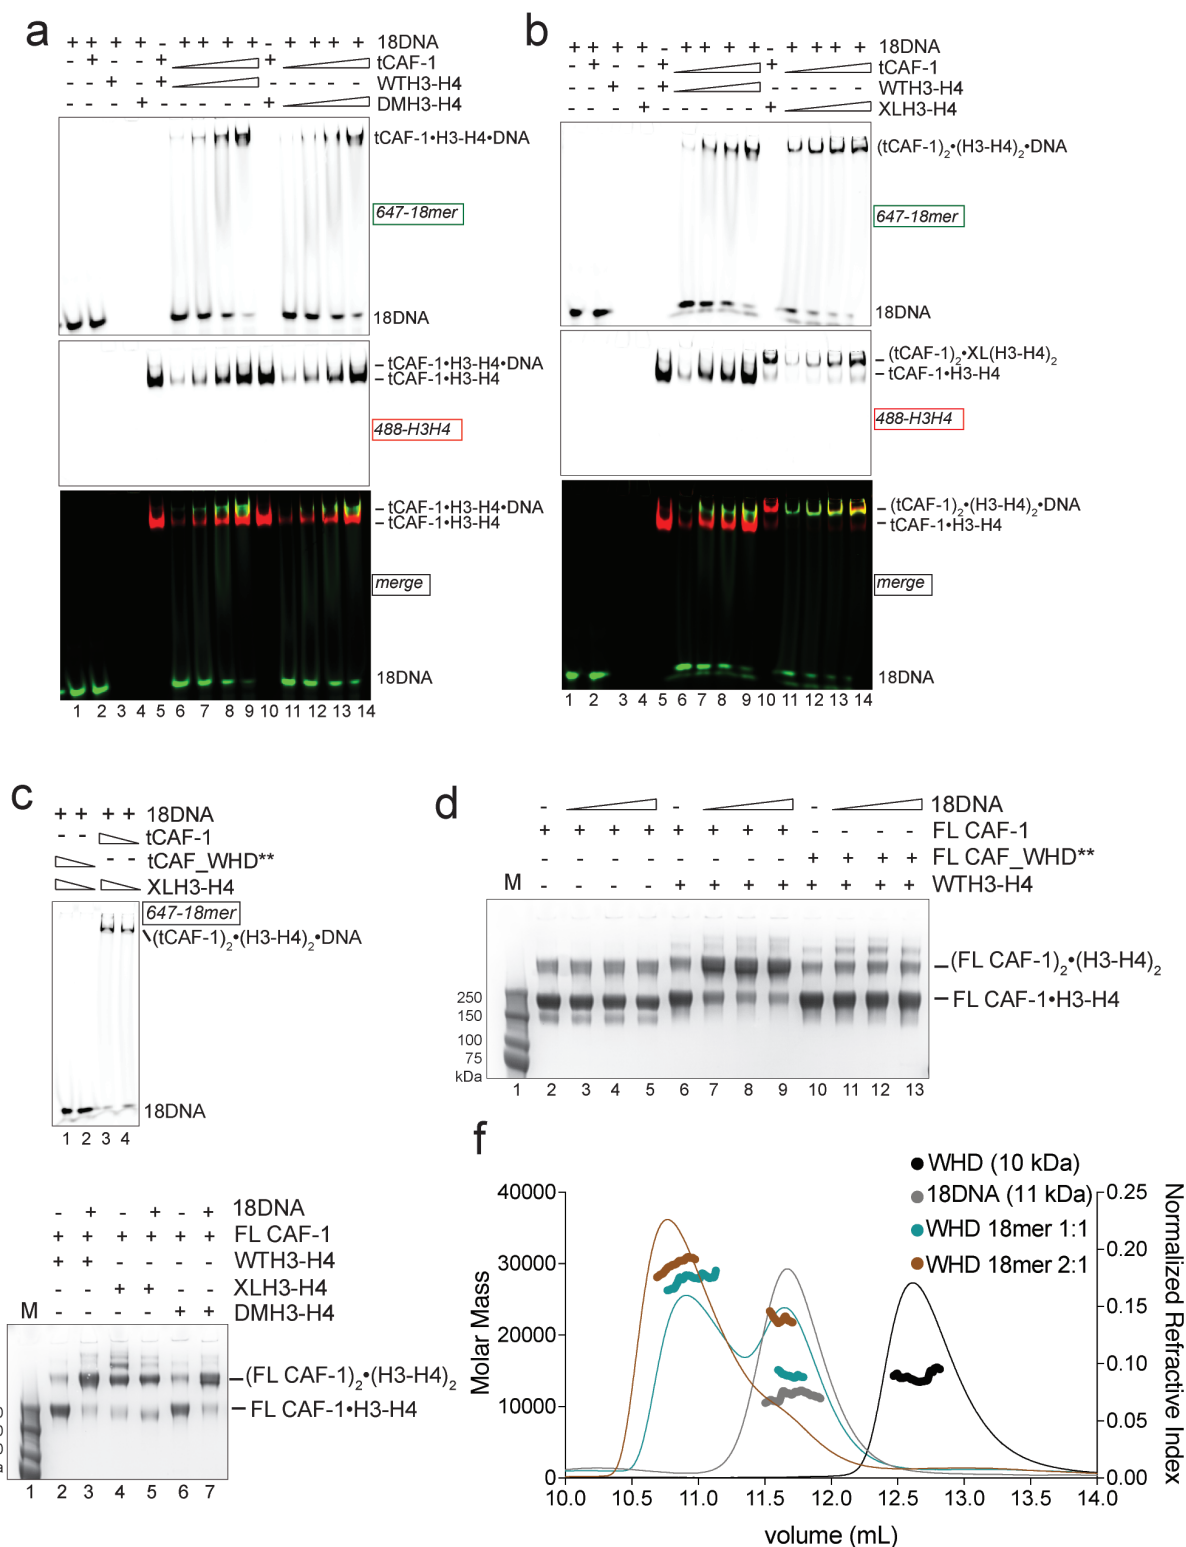 a
+ + + + - + + + + - + + + + 18DNA
- + - - + + tCAF-1
- - + - + - - - - - WTH3-H4
- - - + - - - - - + DMH3-H4
tCAF-1•H3-H4•DNA
647-18mer
18DNA
tCAF-1•H3-H4•DNA
tCAF-1•H3-H4
488-H3H4
tCAF-1•H3-H4•DNA
tCAF-1•H3-H4
merge
18DNA
1 2 3 4 5 6 7 8 9 10 11 12 13 14
b
+ + + + - + + + + - + + + + 18DNA
- + - - + + tCAF-1
- - + - + - - - - - WTH3-H4
- - - + - - - - - + XLH3-H4
(tCAF-1)2•(H3-H4)2•DNA
647-18mer
18DNA
(tCAF-1)2•XL(H3-H4)2
tCAF-1•H3-H4
488-H3H4
(tCAF-1)2•(H3-H4)2•DNA
tCAF-1•H3-H4
merge
18DNA
1 2 3 4 5 6 7 8 9 10 11 12 13 14
c
+ + + + 18DNA
- - tCAF-1
- - tCAF_WHD**
XLH3-H4
647-18mer
(tCAF-1)2•(H3-H4)2•DNA
18DNA
1 2 3 4
d
- - - 18DNA
+ + + + + + + + - - - - FL CAF-1
- - - - - - - - + + + + FL CAF_WHD**
M - - - - + + + + + + + + WTH3-H4
(FL CAF-1)2•(H3-H4)2
FL CAF-1•H3-H4
250
150
100
75
kDa
1 2 3 4 5 6 7 8 9 10 11 12 13
- + - + - + 18DNA
+ + + + + + FL CAF-1
+ + - - - - WTH3-H4
- - + + - - XLH3-H4
M - - - - + + DMH3-H4
(FL CAF-1)2•(H3-H4)2
FL CAF-1•H3-H4
1 2 3 4 5 6 7
f
WHD (10 kDa)
18DNA (11 kDa)
WHD 18mer 1:1
WHD 18mer 2:1
Molar Mass
40000
30000
20000
10000
0
Normalized Refractive Index
0.25
0.20
0.15
0.10
0.05
0.00
10.0 10.5 11.0 11.5 12.0 12.5 13.0 13.5 14.0
volume (mL)